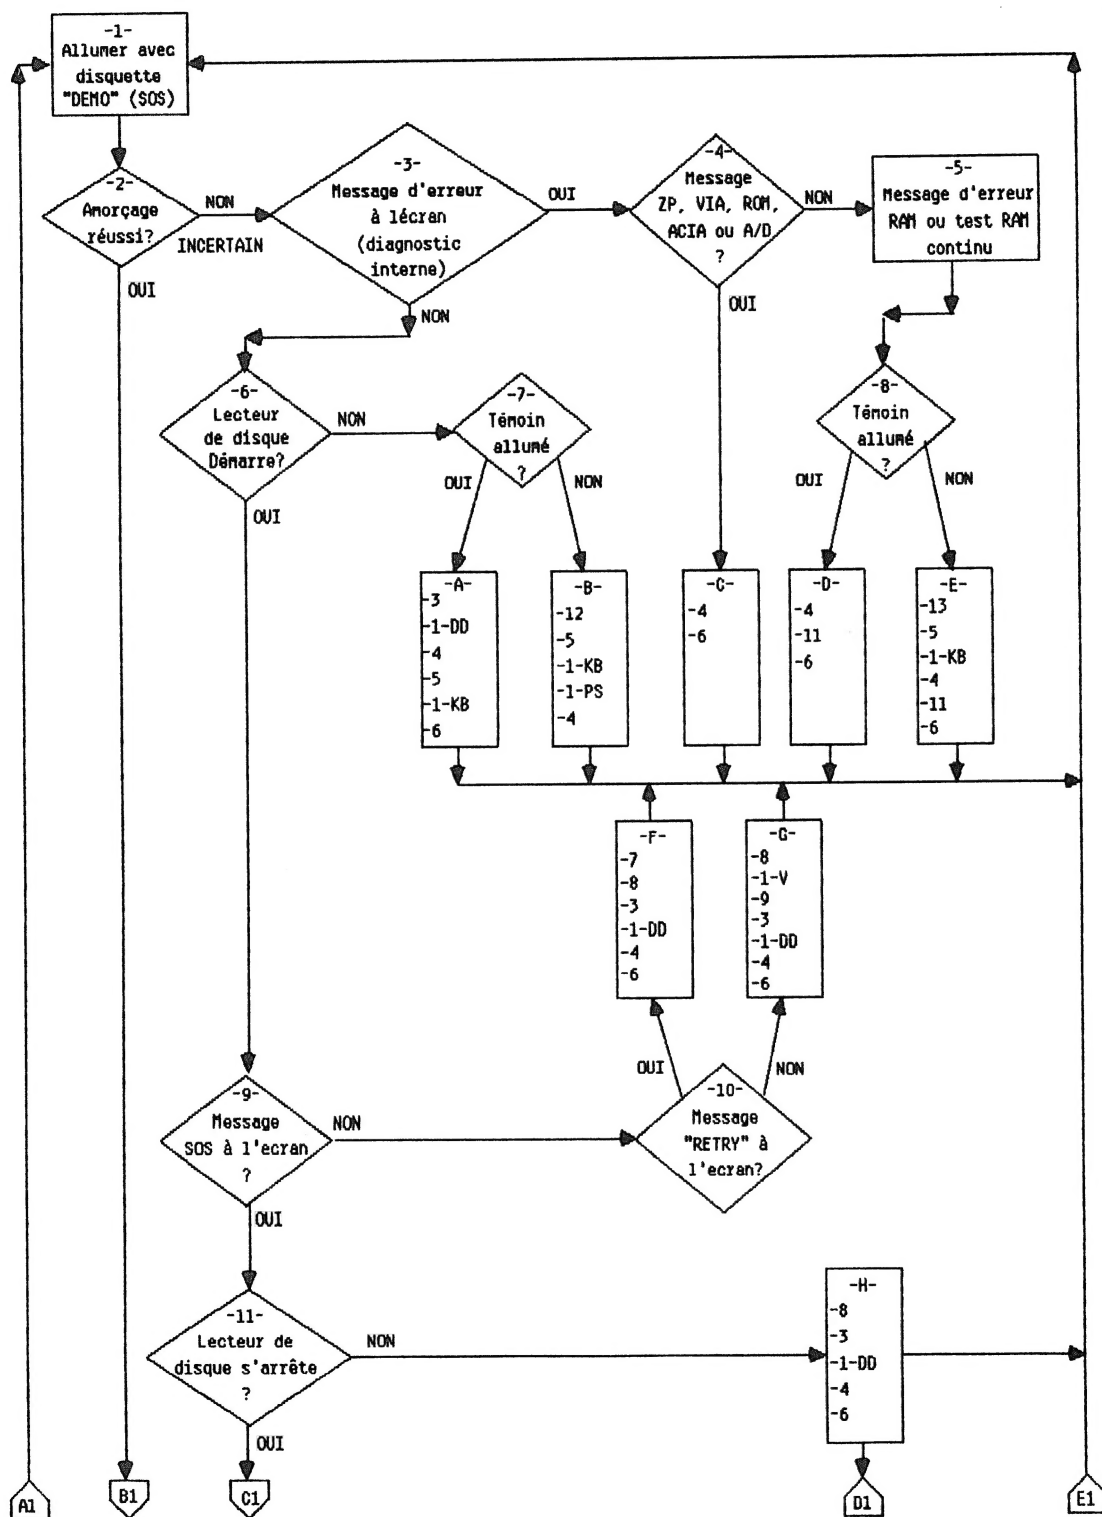 -1-
Allumer avec
disquette
"DEMO" (SOS)
-2-
Amorçage
réussi?
NON
INCERTAIN
OUI
-3-
Message d'erreur
à lécran
(diagnostic
interne)
OUI
NON
-4-
Message
ZP, VIA, ROM,
ACIA ou A/D
?
NON
OUI
-5-
Message d'erreur
RAM ou test RAM
continu
-6-
Lecteur
de disque
Démarre?
NON
OUI
-7-
Témoin
allumé
?
OUI
NON
-8-
Témoin
allumé
?
OUI
NON
-A-
-3
-1-DD
-4
-5
-1-KB
-6
-B-
-12
-5
-1-KB
-1-PS
-4
-C-
-4
-6
-D-
-4
-11
-6
-E-
-13
-5
-1-KB
-4
-11
-6
-F-
-7
-8
-3
-1-DD
-4
-6
-G-
-8
-1-V
-9
-3
-1-DD
-4
-6
-9-
Message
SOS à l'ecran
?
NON
OUI
-10-
Message
"RETRY" à
l'ecran?
OUI
NON
-11-
Lecteur de
disque s'arrête
?
NON
OUI
-H-
-8
-3
-1-DD
-4
-6
A1
B1
C1
D1
E1